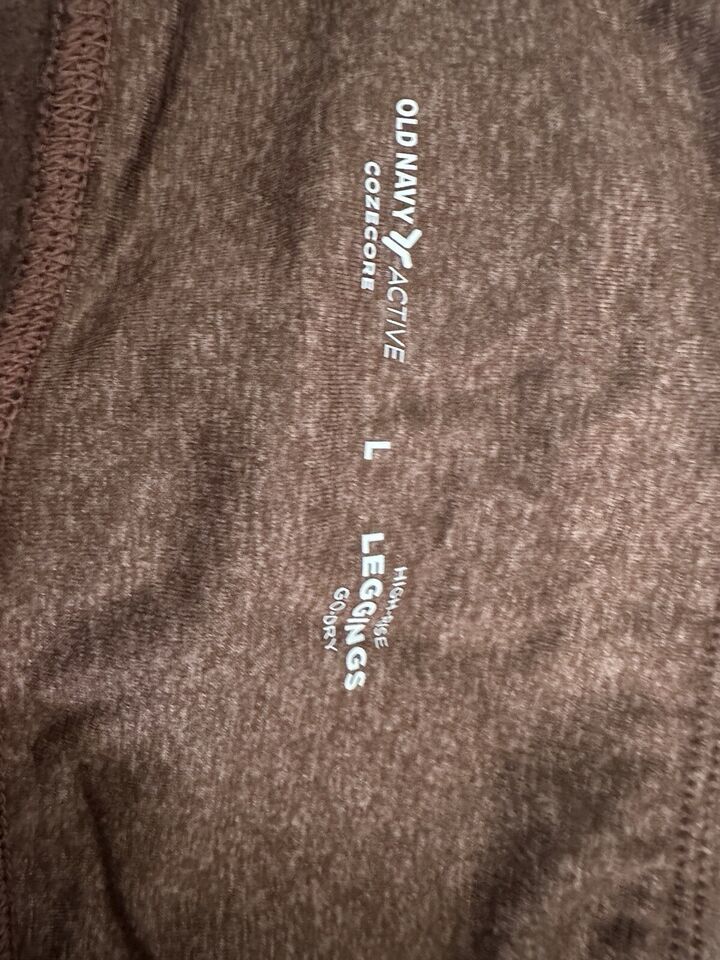 OLD NAVY ACTIVE
COZECORE
L
HIGH-RISE
LEGGINGS
GO-DRY